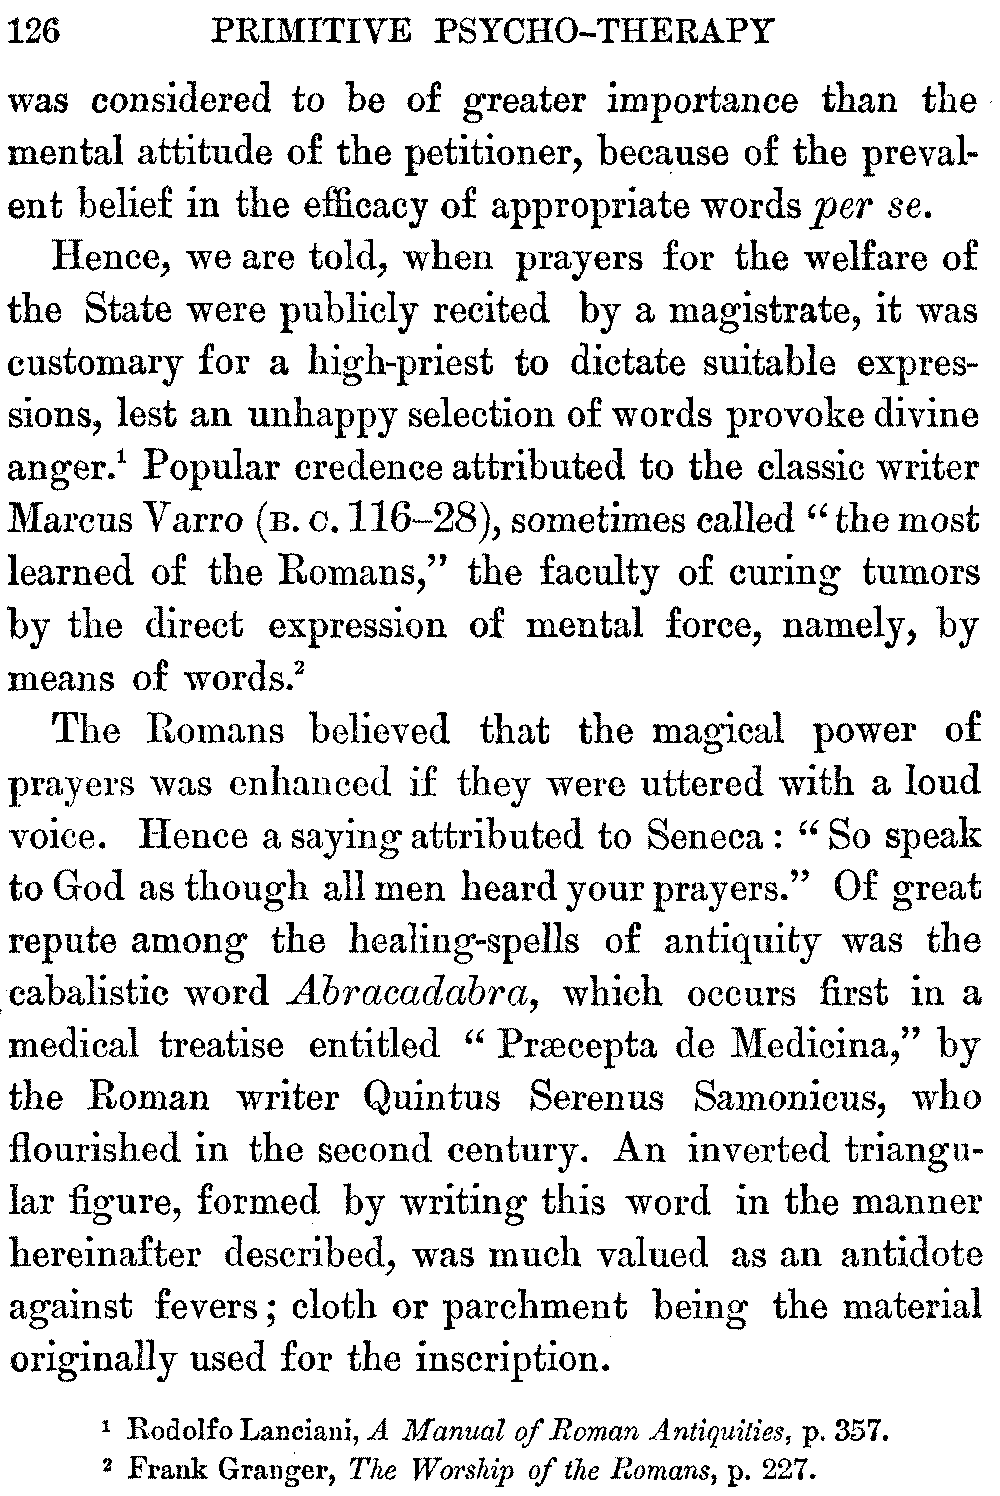 126 PRIMITIVE PSYCHO-THERAPY
was considered to be of greater importance than the
mental attitude of the petitioner, because of the preval-
ent belief in the efficacy of appropriate words per se.
Hence, we are told, when prayers for the welfare of
the State were publicly recited by a magistrate, it was
customary for a high-priest to dictate suitable expres-
sions, lest an unhappy selection of words provoke divine
anger.¹ Popular credence attributed to the classic writer
Marcus Varro (B. C. 116–28), sometimes called “the most
learned of the Romans,” the faculty of curing tumors
by the direct expression of mental force, namely, by
means of words.²
The Romans believed that the magical power of
prayers was enhanced if they were uttered with a loud
voice. Hence a saying attributed to Seneca: “So speak
to God as though all men heard your prayers.” Of great
repute among the healing-spells of antiquity was the
cabalistic word Abracadabra, which occurs first in a
medical treatise entitled “Præcepta de Medicina,” by
the Roman writer Quintus Serenus Samonicus, who
flourished in the second century. An inverted triangu-
lar figure, formed by writing this word in the manner
hereinafter described, was much valued as an antidote
against fevers; cloth or parchment being the material
originally used for the inscription.
¹ Rodolfo Lanciani, A Manual of Roman Antiquities, p. 357.
² Frank Granger, The Worship of the Romans, p. 227.